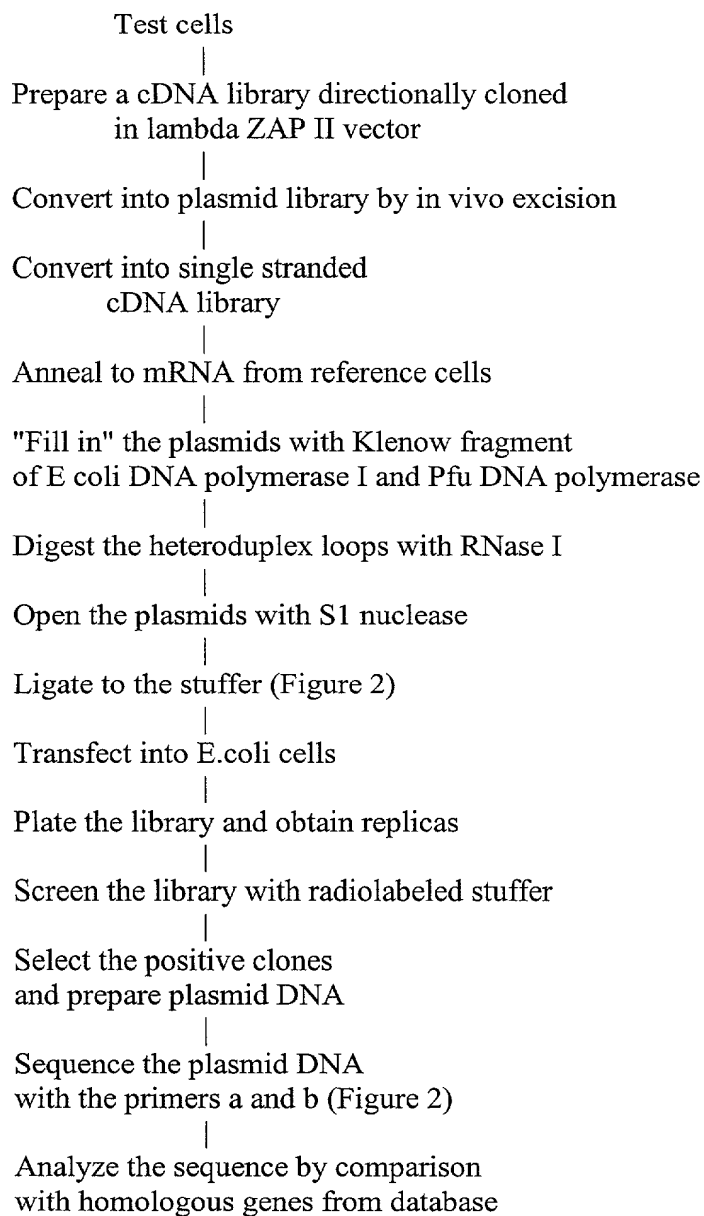 Test cells
Prepare a cDNA library directionally cloned
in lambda ZAP II vector
Convert into plasmid library by in vivo excision
Convert into single stranded
cDNA library
Anneal to mRNA from reference cells
"Fill in" the plasmids with Klenow fragment
of E coli DNA polymerase I and Pfu DNA polymerase
Digest the heteroduplex loops with RNase I
Open the plasmids with S1 nuclease
Ligate to the stuffer (Figure 2)
Transfect into E.coli cells
Plate the library and obtain replicas
Screen the library with radiolabeled stuffer
Select the positive clones
and prepare plasmid DNA
Sequence the plasmid DNA
with the primers a and b (Figure 2)
Analyze the sequence by comparison
with homologous genes from database